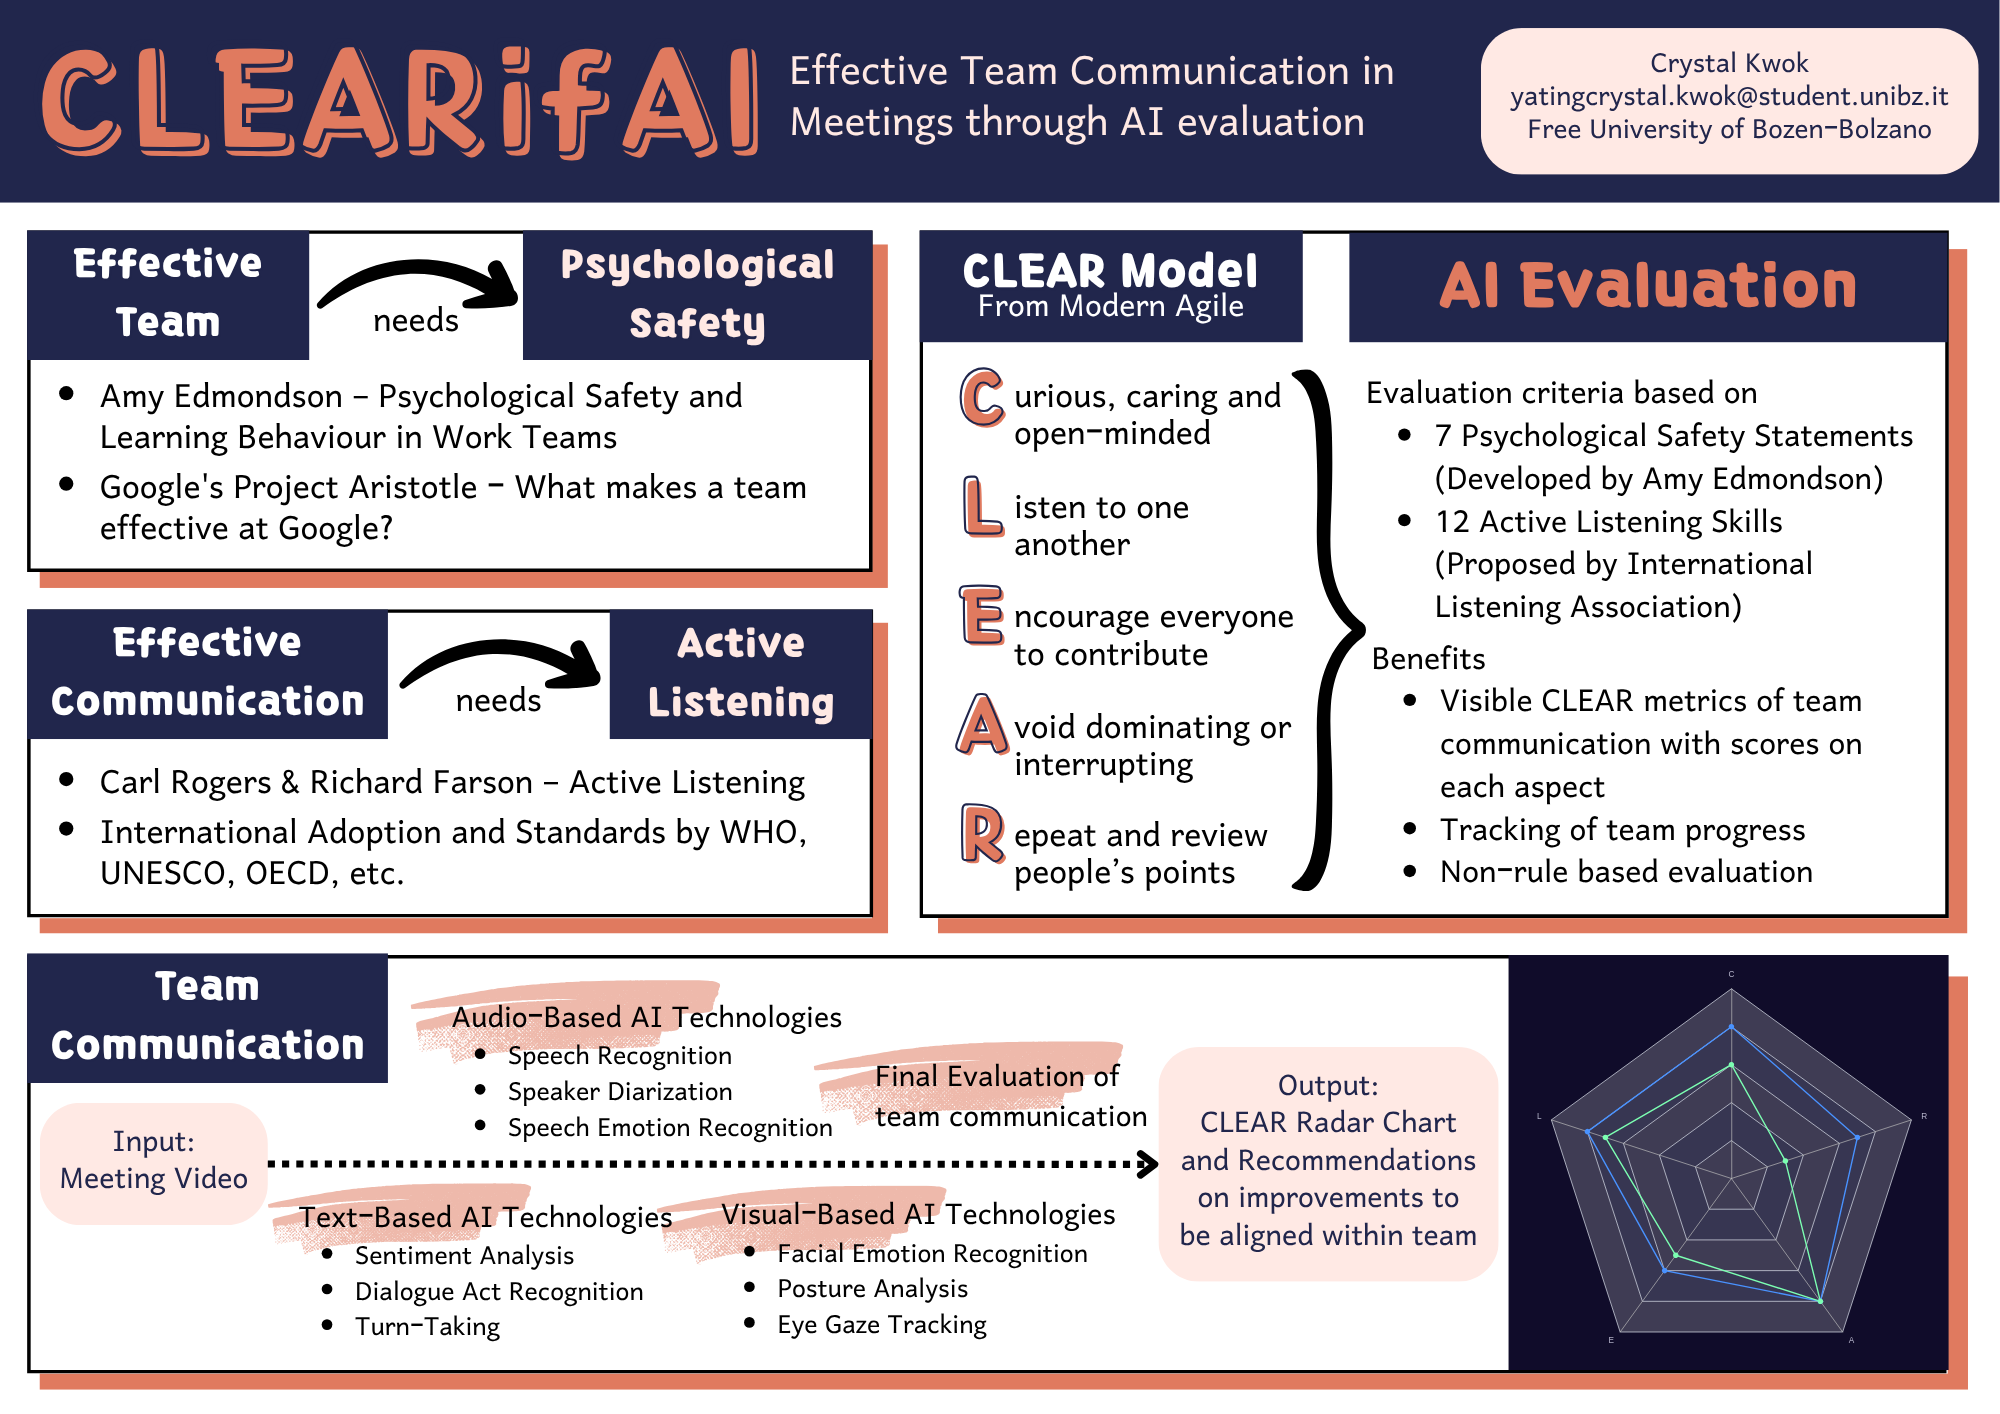 CLEARifAI
Effective Team Communication in
Meetings through AI evaluation
Crystal Kwok
yatingcrystal.kwok@student.unibz.it
Free University of Bozen-Bolzano
Effective
Team
needs
Psychological
Safety
• Amy Edmondson – Psychological Safety and
Learning Behaviour in Work Teams
• Google's Project Aristotle - What makes a team
effective at Google?
Effective
Communication
needs
Active
Listening
• Carl Rogers & Richard Farson – Active Listening
• International Adoption and Standards by WHO,
UNESCO, OECD, etc.
CLEAR Model
From Modern Agile
Curious, caring and
open-minded
Listen to one
another
Encourage everyone
to contribute
Avoid dominating or
interrupting
Repeat and review
people’s points
AI Evaluation
Evaluation criteria based on
• 7 Psychological Safety Statements
(Developed by Amy Edmondson)
• 12 Active Listening Skills
(Proposed by International
Listening Association)
Benefits
• Visible CLEAR metrics of team
communication with scores on
each aspect
• Tracking of team progress
• Non-rule based evaluation
Team
Communication
Input:
Meeting Video
Audio-Based AI Technologies
• Speech Recognition
• Speaker Diarization
• Speech Emotion Recognition
Text-Based AI Technologies
• Sentiment Analysis
• Dialogue Act Recognition
• Turn-Taking
Visual-Based AI Technologies
• Facial Emotion Recognition
• Posture Analysis
• Eye Gaze Tracking
Final Evaluation of
team communication
Output:
CLEAR Radar Chart
and Recommendations
on improvements to
be aligned within team
C
L
R
E
A